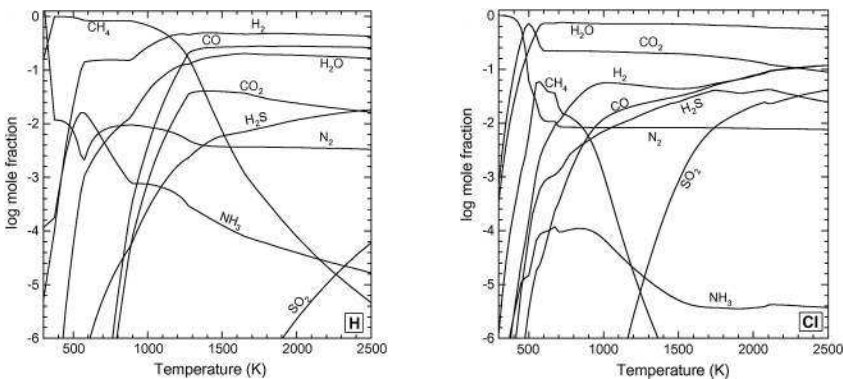 0
-1
-2
-3
-4
-5
-6
log mole fraction
CH4
H2
CO
H2O
CO2
H2S
N2
NH3
SO2
H
500 1000 1500 2000 2500
Temperature (K)
0
-1
-2
-3
-4
-5
-6
log mole fraction
H2O
CO2
CH4
H2
CO
H2S
N2
SO2
NH3
CI
500 1000 1500 2000 2500
Temperature (K)